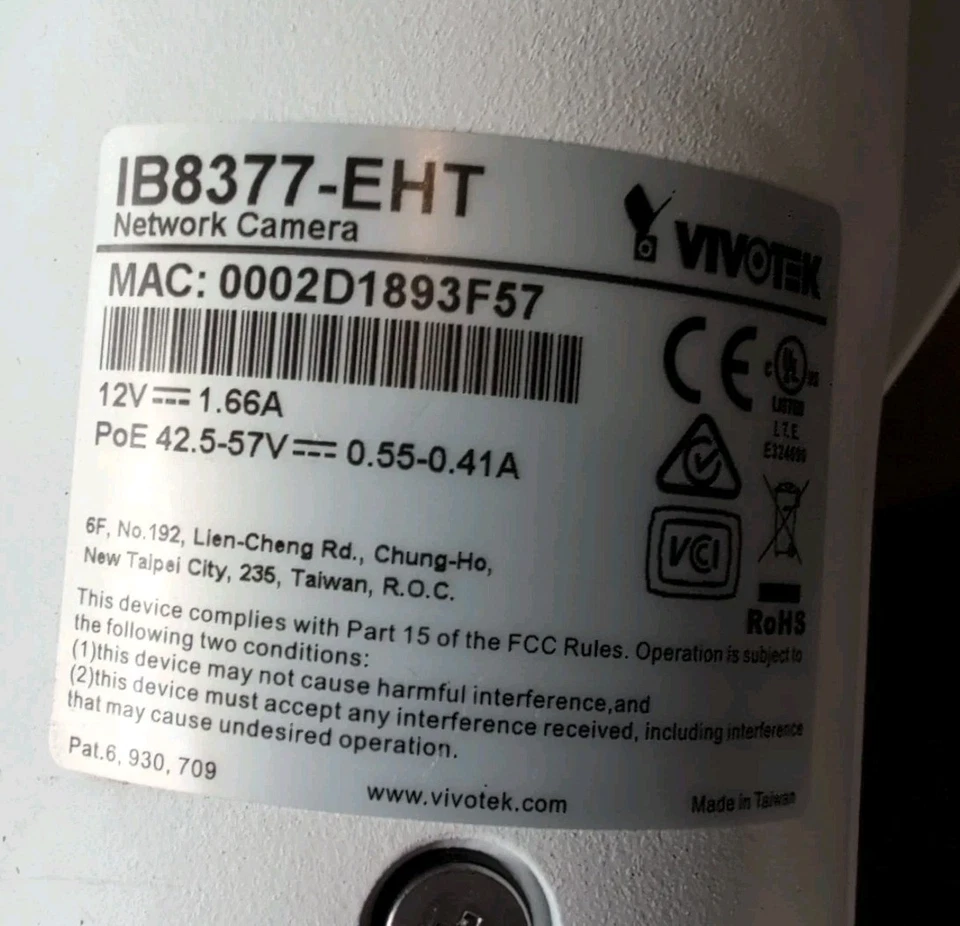 IB8377-EHT
Network Camera
VIVOTEK
MAC: 0002D1893F57
12V⎓1.66A
PoE 42.5-57V⎓0.55-0.41A
CE
C UL US
LISTED
I.T.E.
VCI
RoHS
6F, No.192, Lien-Cheng Rd., Chung-Ho,
New Taipei City, 235, Taiwan, R.O.C.
This device complies with Part 15 of the FCC Rules. Operation is subject to
the following two conditions:
(1)this device may not cause harmful interference,and
(2)this device must accept any interference received, including interference
that may cause undesired operation.
Pat.6, 930, 709
www.vivotek.com
Made in Taiwan